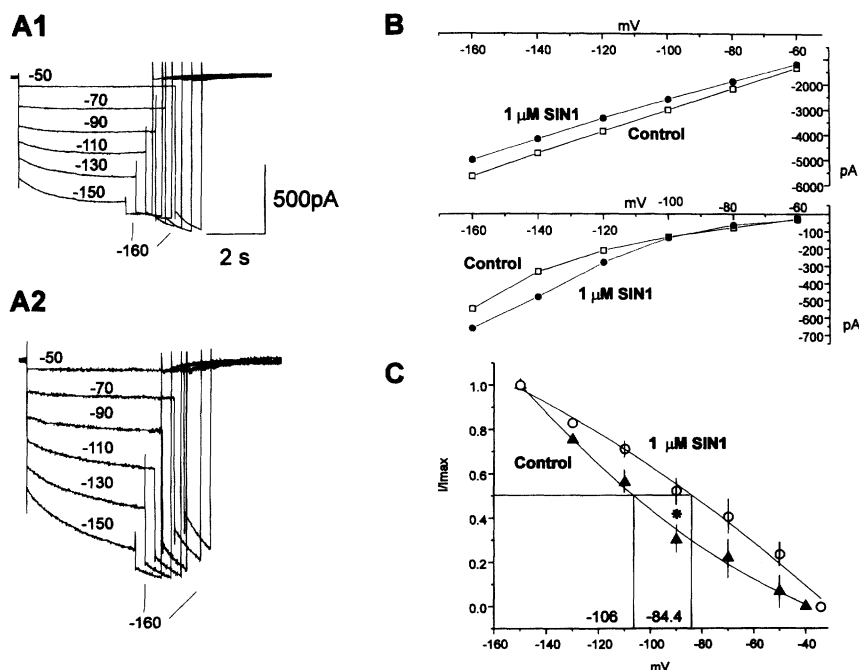 A1
-50
-70
-90
-110
-130
-150
-160
500pA
2 s
A2
-50
-70
-90
-110
-130
-150
-160
B
mV
-160 -140 -120 -100 -80 -60
1 µM SIN1
Control
-2000
-3000
-4000
-5000
-6000
pA
mV
-160 -140 -120 -100 -80 -60
Control
1 µM SIN1
-100
-200
-300
-400
-500
-600
-700
pA
C
1.0
0.8
0.6
0.4
0.2
0.0
I/Imax
1 µM SIN1
Control
*
-106 -84.4
-160 -140 -120 -100 -80 -60 -40
mV